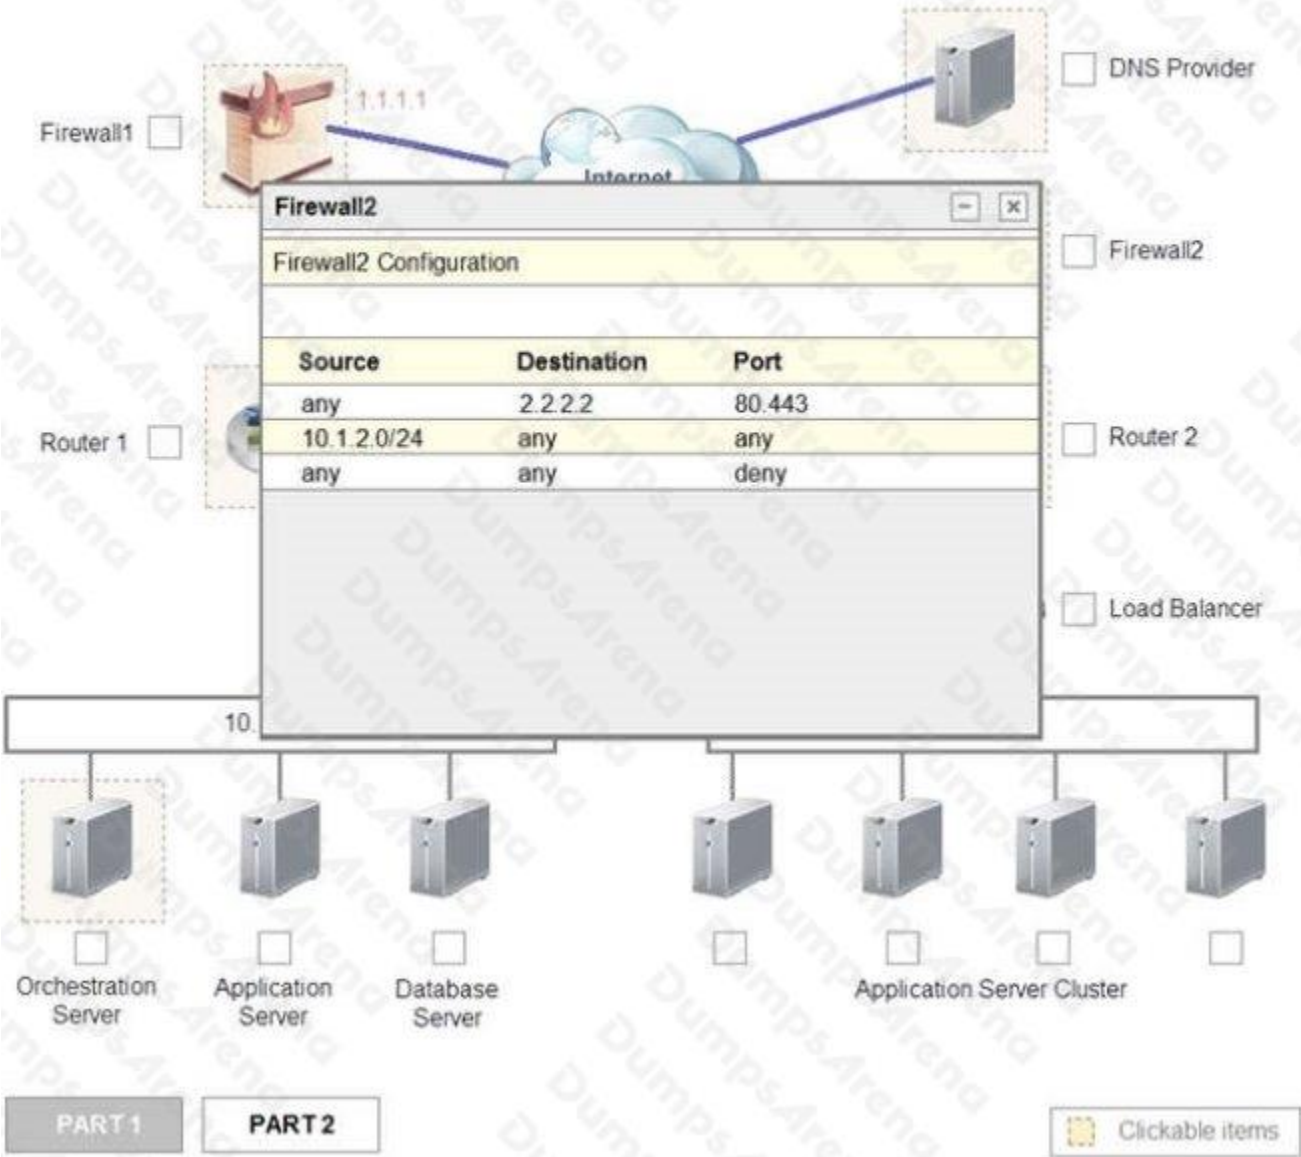 DNS Provider
1.1.1.1
Firewall1
Internet
Firewall2
Firewall2
Firewall2 Configuration
Source Destination Port
any 2.2.2.2 80.443
10.1.2.0/24 any any
any any deny
Router 1
Router 2
Load Balancer
10.
Orchestration
Server
Application
Server
Database
Server
Application Server Cluster
PART 1
PART 2
Clickable items
DumpsArena